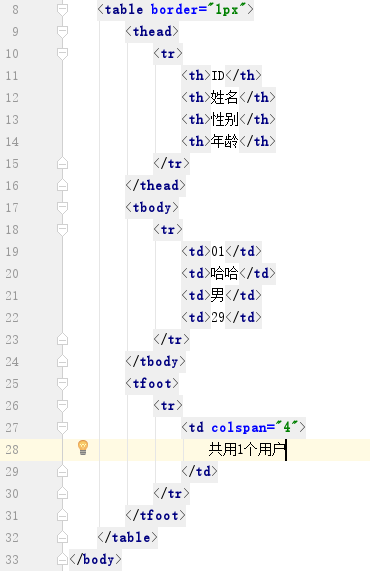 8 <table border="1px">
9 <thead>
10 <tr>
11 <th>ID</th>
12 <th>姓名</th>
13 <th>性别</th>
14 <th>年龄</th>
15 </tr>
16 </thead>
17 <tbody>
18 <tr>
19 <td>01</td>
20 <td>哈哈</td>
21 <td>男</td>
22 <td>29</td>
23 </tr>
24 </tbody>
25 <tfoot>
26 <tr>
27 <td colspan="4">
28 共用1个用户
29 </td>
30 </tr>
31 </tfoot>
32 </table>
33 </body>